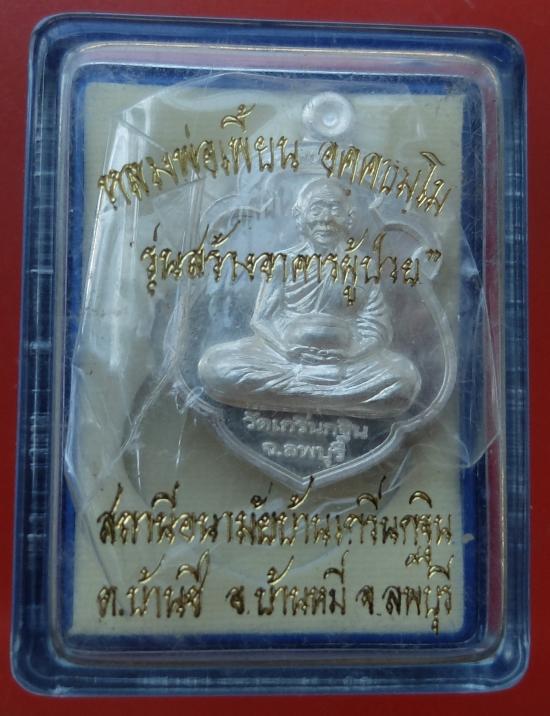 หลวงพ่อเพี้ยน อคฺคธมฺโม
รุ่นสร้างอาคารผู้ป่วย"
วัดเกริ่นกฐิน
จ.ลพบุรี
สถานีอนามัยบ้านเกริ่นกฐิน
ต.บ้านชี อ.บ้านหมี่ จ.ลพบุรี